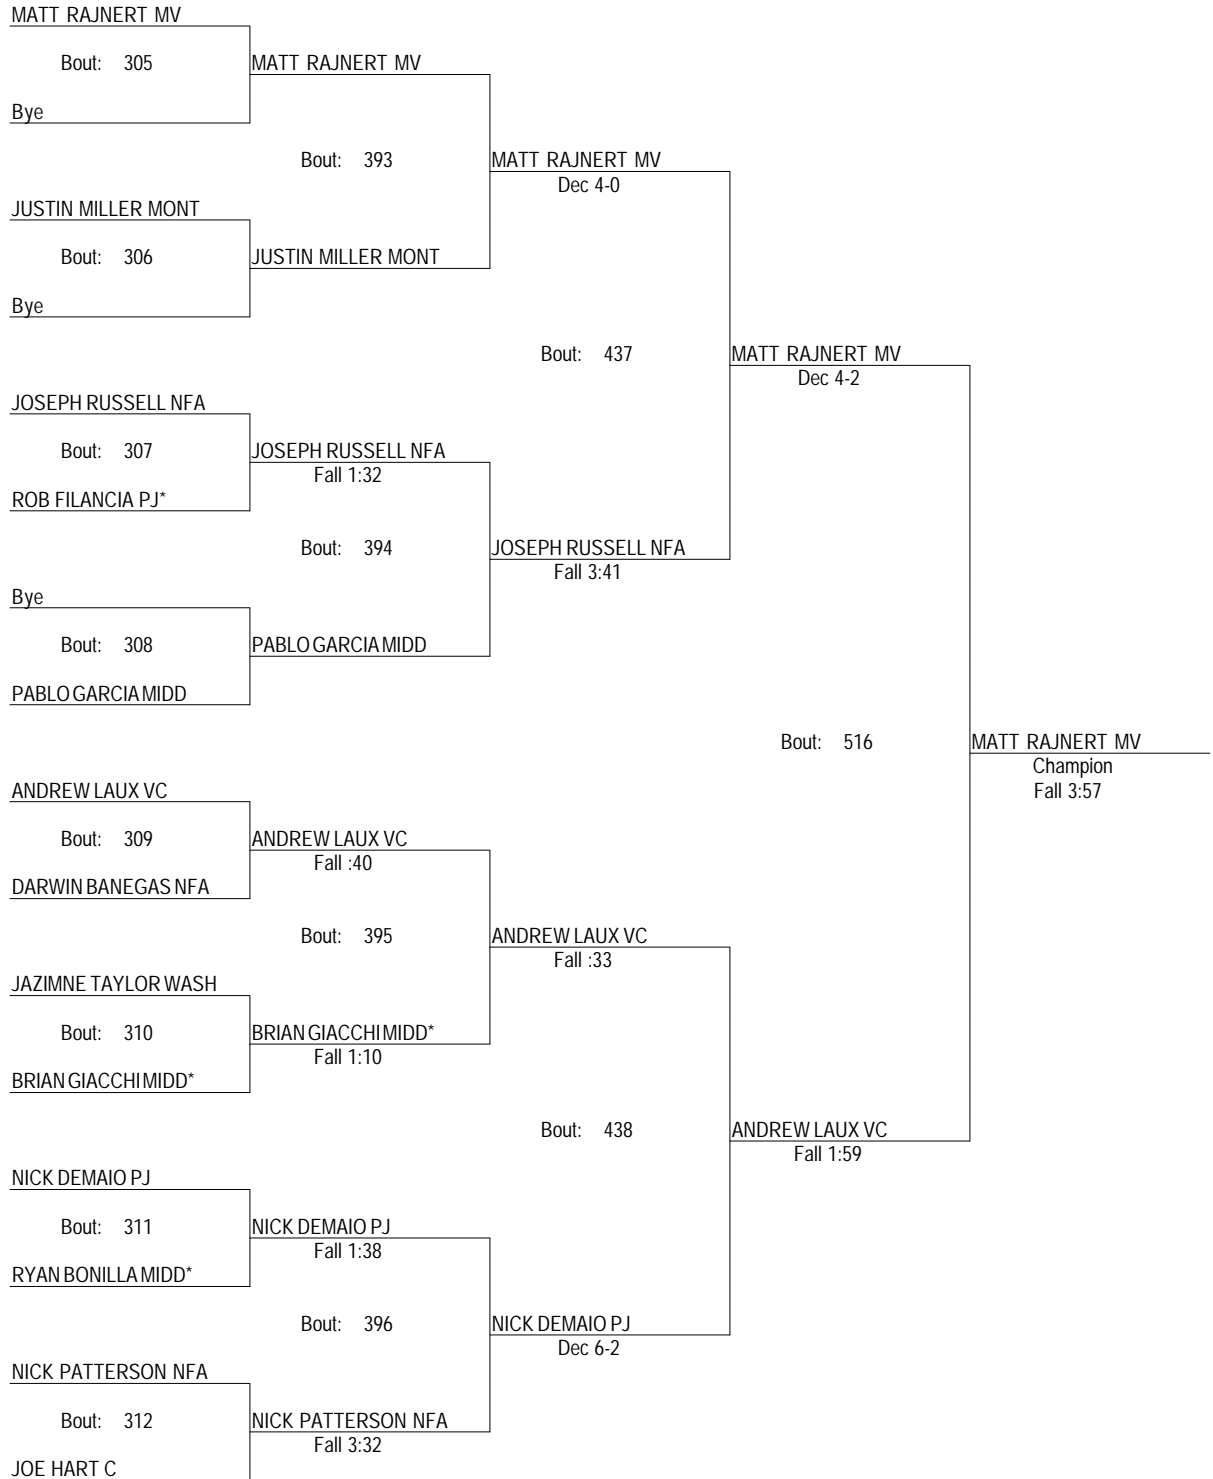 MATT RAJNERT MV
Bout: 305
MATT RAJNERT MV
Bye
Bout: 393
MATT RAJNERT MV
Dec 4-0
JUSTIN MILLER MONT
Bout: 306
JUSTIN MILLER MONT
Bye
Bout: 437
MATT RAJNERT MV
Dec 4-2
JOSEPH RUSSELL NFA
Bout: 307
JOSEPH RUSSELL NFA
Fall 1:32
ROB FILANCIA PJ*
Bout: 394
JOSEPH RUSSELL NFA
Fall 3:41
Bye
Bout: 308
PABLO GARCIA MIDD
PABLO GARCIA MIDD
Bout: 516
MATT RAJNERT MV
Champion
Fall 3:57
ANDREW LAUX VC
Bout: 309
ANDREW LAUX VC
Fall :40
DARWIN BANEGAS NFA
Bout: 395
ANDREW LAUX VC
Fall :33
JAZIMNE TAYLOR WASH
Bout: 310
BRIAN GIACCHI MIDD*
Fall 1:10
BRIAN GIACCHI MIDD*
Bout: 438
ANDREW LAUX VC
Fall 1:59
NICK DEMAIO PJ
Bout: 311
NICK DEMAIO PJ
Fall 1:38
RYAN BONILLA MIDD*
Bout: 396
NICK DEMAIO PJ
Dec 6-2
NICK PATTERSON NFA
Bout: 312
NICK PATTERSON NFA
Fall 3:32
JOE HART C